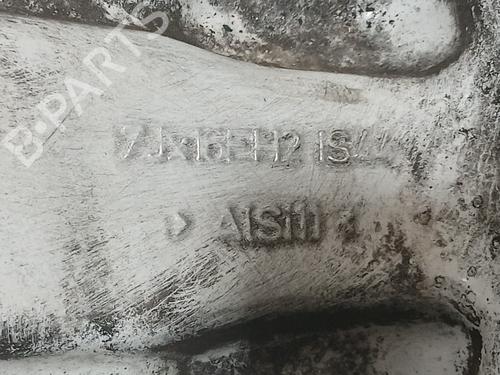 B-PARTS
7Jx16H2 IS
> AlSi11